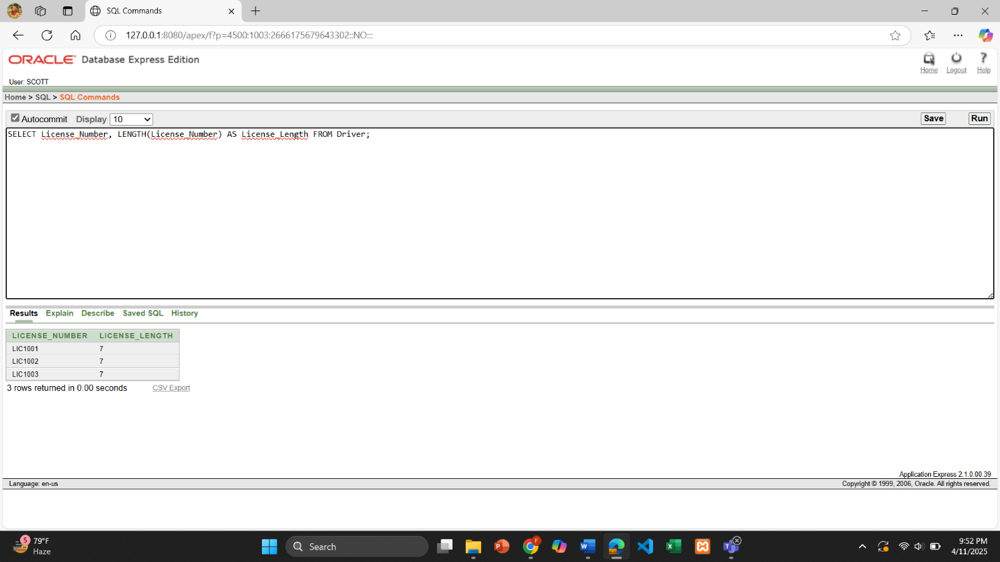 SQL Commands
127.0.0.1:8080/apex/f?p=4500:1003:2666175679643302::NO:::
ORACLE® Database Express Edition
Home Logout Help
User: SCOTT
Home > SQL > SQL Commands
Autocommit Display 10 Save Run
SELECT License_Number, LENGTH(License_Number) AS License_Length FROM Driver;
Results Explain Describe Saved SQL History
LICENSE_NUMBER LICENSE_LENGTH
LIC1001 7
LIC1002 7
LIC1003 7
3 rows returned in 0.00 seconds CSV Export
Application Express 2.1.0.00.39
Language: en-us Copyright © 1999, 2006, Oracle. All rights reserved.
5 79°F
Haze
Search
9:52 PM
4/11/2025